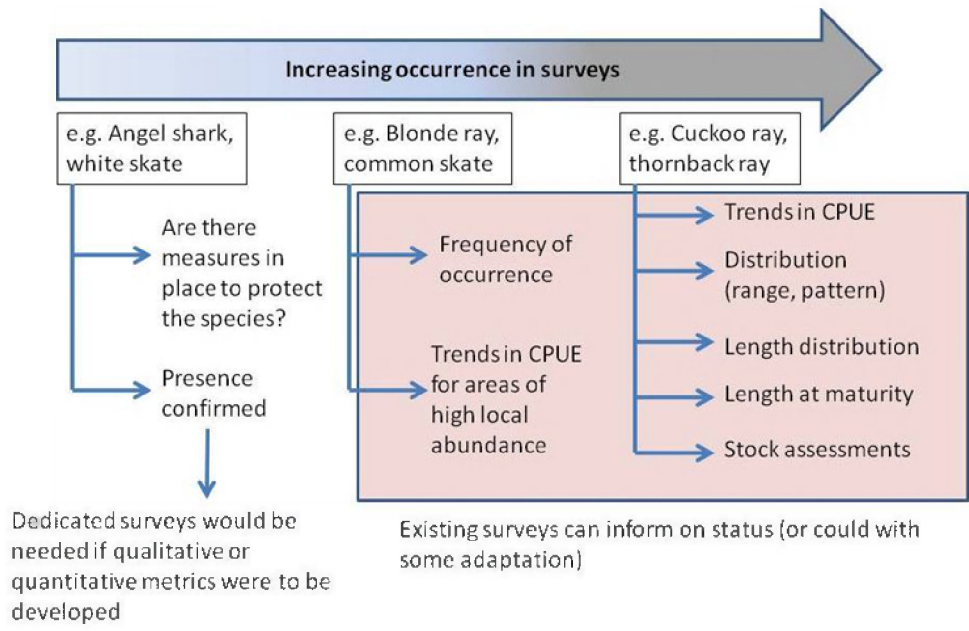 Increasing occurrence in surveys
e.g. Angel shark,
white skate
Are there
measures in
place to protect
the species?
Presence
confirmed
Dedicated surveys would be
needed if qualitative or
quantitative metrics were to be
developed
e.g. Blonde ray,
common skate
Frequency of
occurrence
Trends in CPUE
for areas of
high local
abundance
e.g. Cuckoo ray,
thornback ray
Trends in CPUE
Distribution
(range, pattern)
Length distribution
Length at maturity
Stock assessments
Existing surveys can inform on status (or could with
some adaptation)